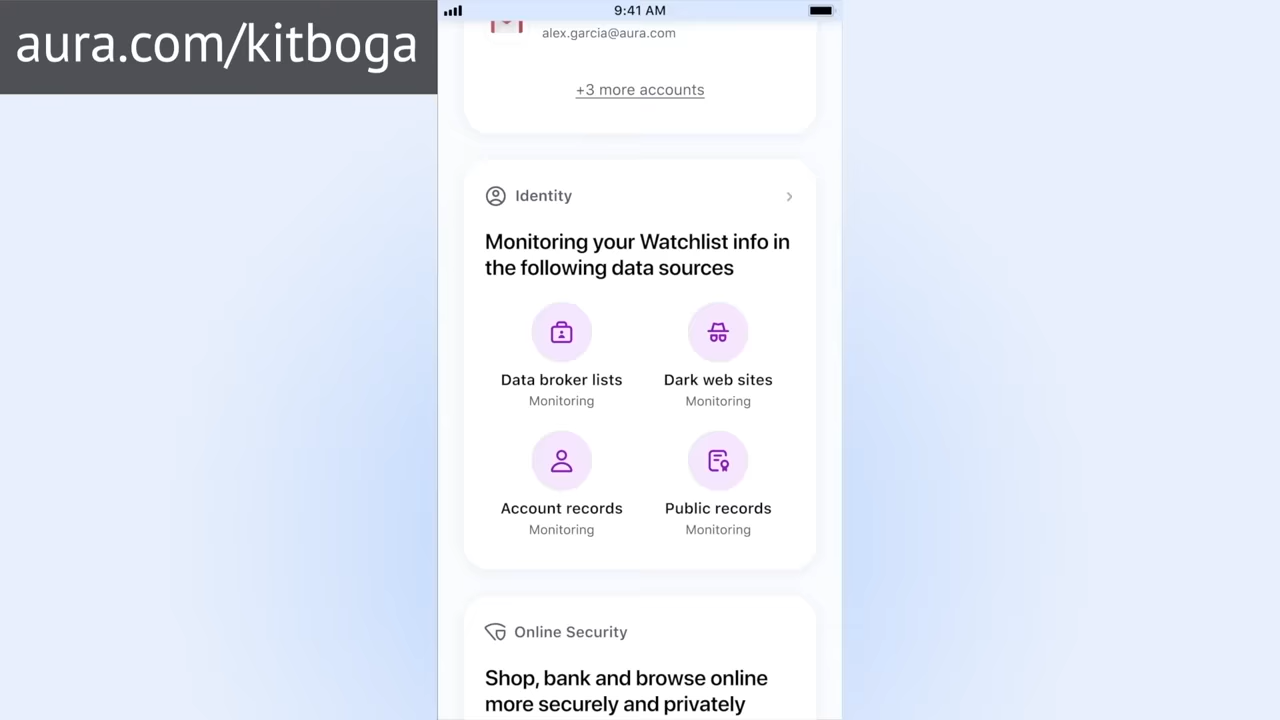 aura.com/kitboga
9:41 AM
alex.garcia@aura.com
+3 more accounts
Identity
Monitoring your Watchlist info in
the following data sources
Data broker lists
Monitoring
Dark web sites
Monitoring
Account records
Monitoring
Public records
Monitoring
Online Security
Shop, bank and browse online
more securely and privately